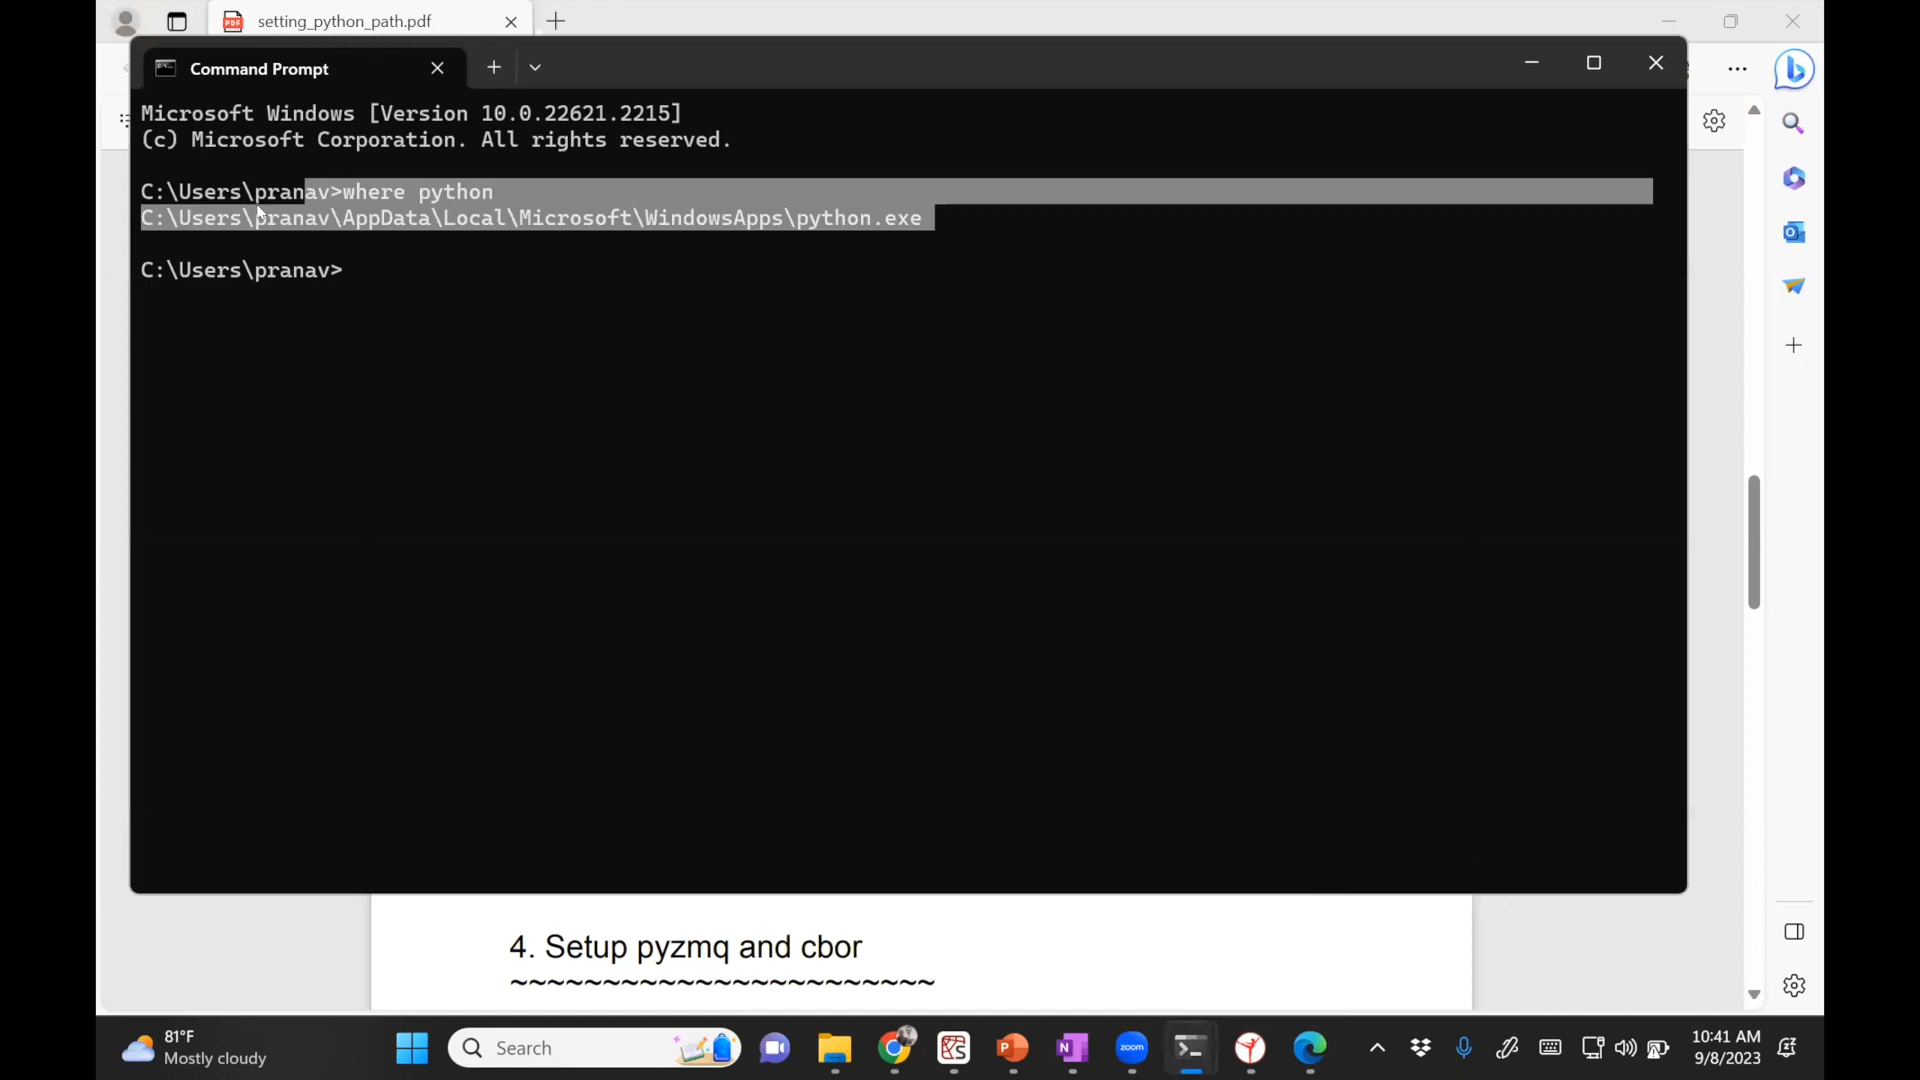 setting_python_path.pdf
Command Prompt
Microsoft Windows [Version 10.0.22621.2215]
(c) Microsoft Corporation. All rights reserved.
C:\Users\pranav>where python
C:\Users\pranav\AppData\Local\Microsoft\WindowsApps\python.exe
C:\Users\pranav>
4. Setup pyzmq and cbor
~~~~~~~~~~~~~~~~~~~~~~~
81°F
Mostly cloudy
Search
zoom
10:41 AM
9/8/2023